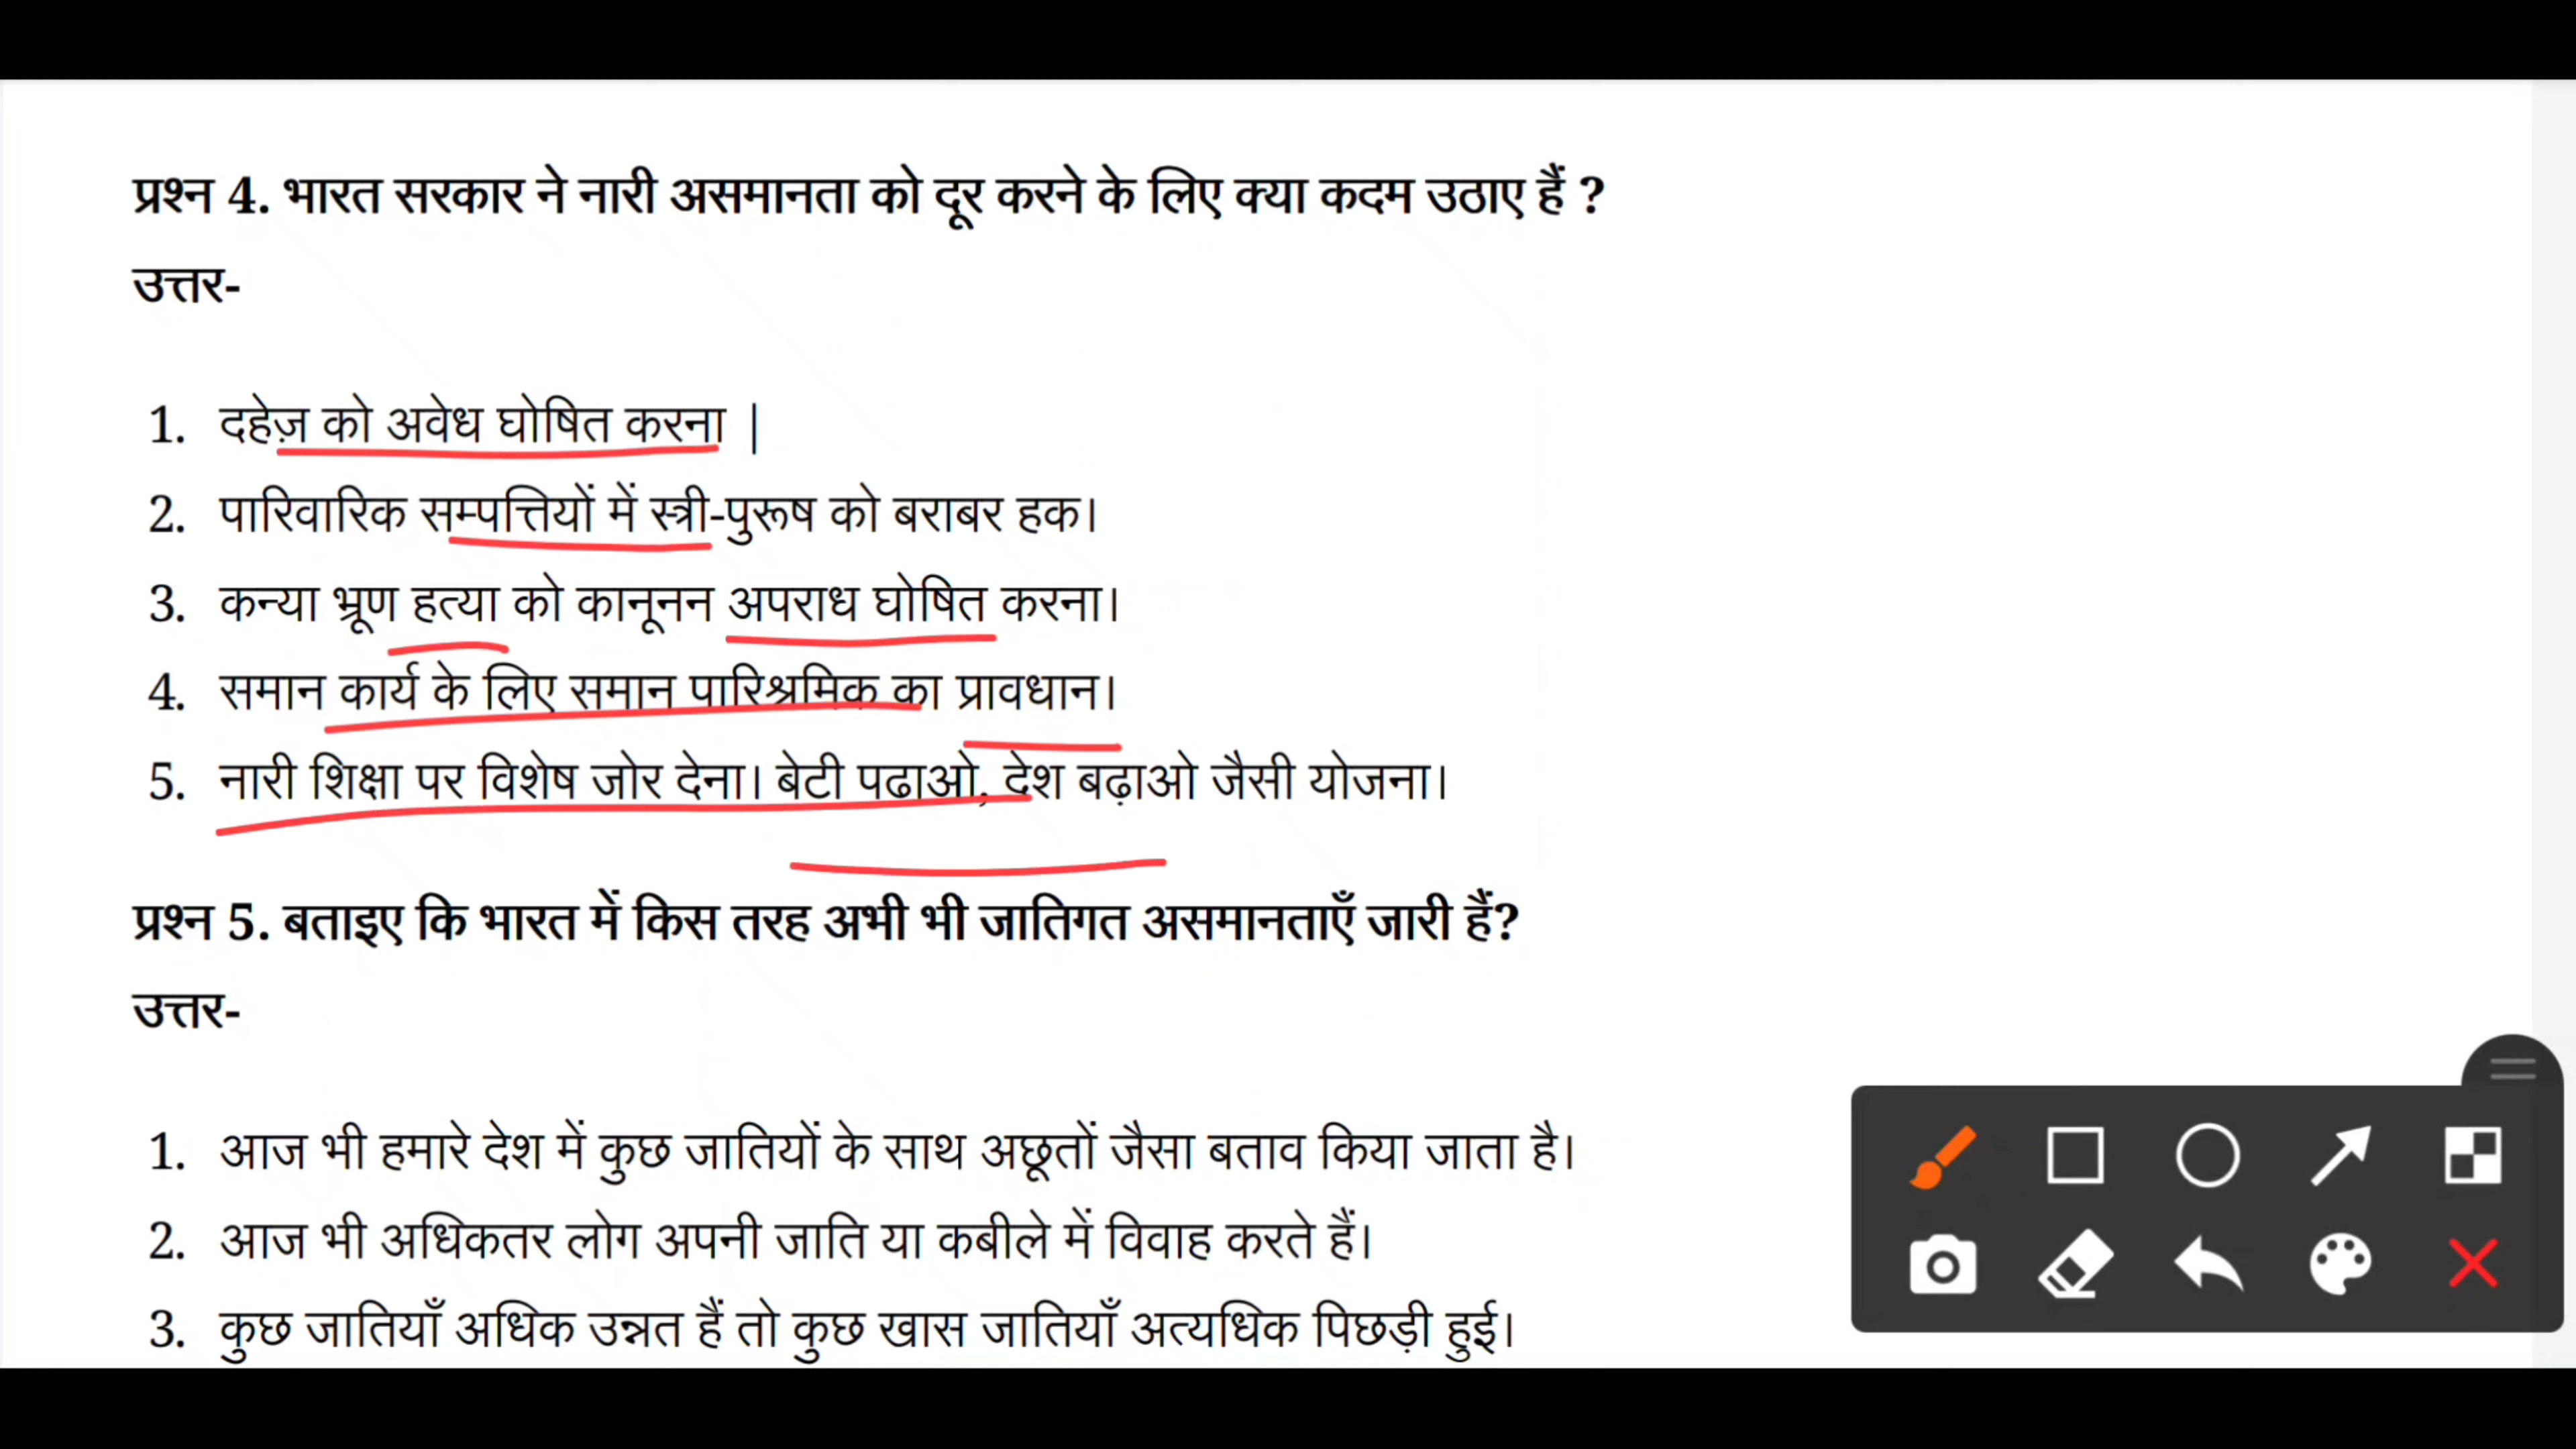 प्रश्न 4. भारत सरकार ने नारी असमानता को दूर करने के लिए क्या कदम उठाए हैं ?
उत्तर-
1. दहेज़ को अवेध घोषित करना |
2. पारिवारिक सम्पत्तियों में स्त्री-पुरूष को बराबर हक।
3. कन्या भ्रूण हत्या को कानूनन अपराध घोषित करना।
4. समान कार्य के लिए समान पारिश्रमिक का प्रावधान।
5. नारी शिक्षा पर विशेष जोर देना। बेटी पढाओ, देश बढ़ाओ जैसी योजना।
प्रश्न 5. बताइए कि भारत में किस तरह अभी भी जातिगत असमानताएँ जारी हैं?
उत्तर-
1. आज भी हमारे देश में कुछ जातियों के साथ अछूतों जैसा बताव किया जाता है।
2. आज भी अधिकतर लोग अपनी जाति या कबीले में विवाह करते हैं।
3. कुछ जातियाँ अधिक उन्नत हैं तो कुछ खास जातियाँ अत्यधिक पिछड़ी हुई।